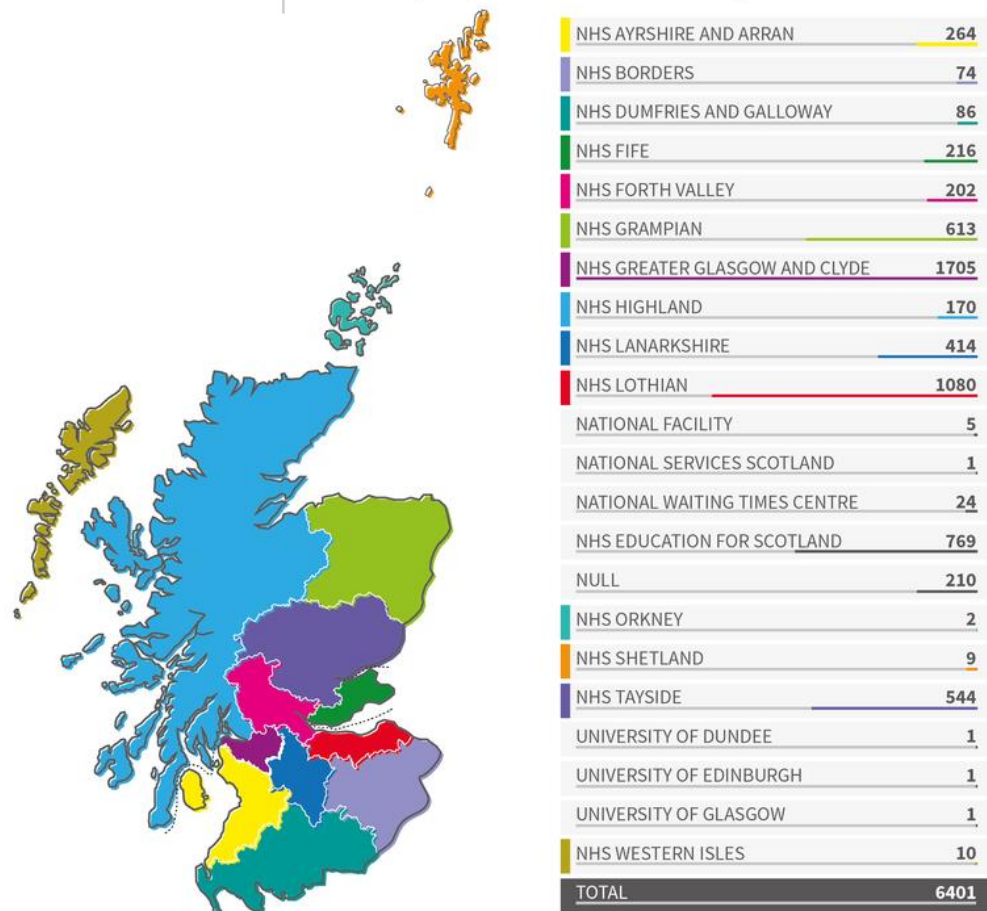 NHS AYRSHIRE AND ARRAN 264
NHS BORDERS 74
NHS DUMFRIES AND GALLOWAY 86
NHS FIFE 216
NHS FORTH VALLEY 202
NHS GRAMPIAN 613
NHS GREATER GLASGOW AND CLYDE 1705
NHS HIGHLAND 170
NHS LANARKSHIRE 414
NHS LOTHIAN 1080
NATIONAL FACILITY 5
NATIONAL SERVICES SCOTLAND 1
NATIONAL WAITING TIMES CENTRE 24
NHS EDUCATION FOR SCOTLAND 769
NULL 210
NHS ORKNEY 2
NHS SHETLAND 9
NHS TAYSIDE 544
UNIVERSITY OF DUNDEE 1
UNIVERSITY OF EDINBURGH 1
UNIVERSITY OF GLASGOW 1
NHS WESTERN ISLES 10
TOTAL 6401